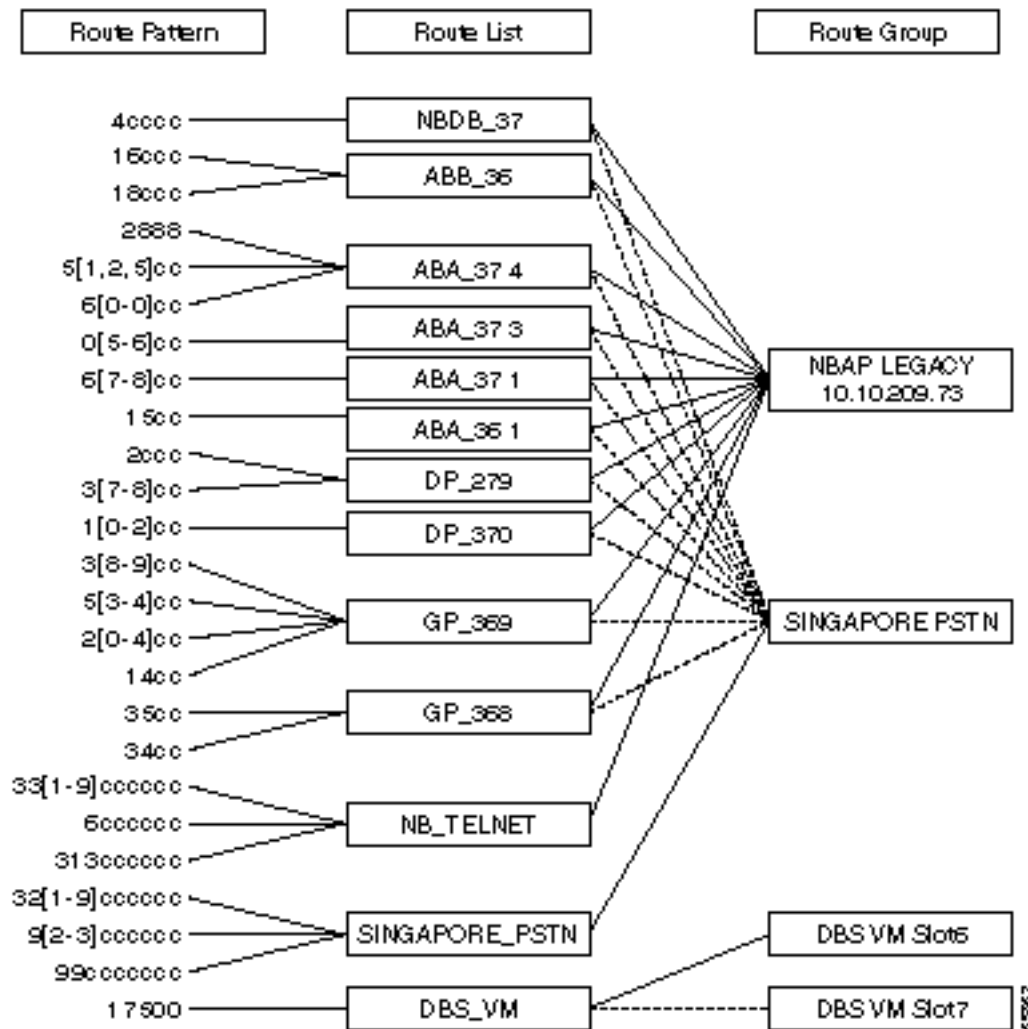 Route Pattern
Route List
Route Group
4cccc
16ccc
18ccc
2888
5[1,2,5]cc
6[0-0]cc
0[5-6]cc
6[7-8]cc
15cc
2ccc
3[7-8]cc
1[0-2]cc
3[8-9]cc
5[3-4]cc
2[0-4]cc
14cc
35cc
34cc
33[1-9]cccccc
6cccccc
313cccccc
32[1-9]cccccc
9[2-3]cccccc
99ccccccc
17500
NBDB_37
ABB_36
ABA_37 4
ABA_37 3
ABA_37 1
ABA_36 1
DP_279
DP_370
GP_369
GP_368
NB_TELNET
SINGAPORE_PSTN
DBS_VM
NBAP LEGACY
10.10.209.73
SINGAPORE PSTN
DBS VM Slot6
DBS VM Slot7